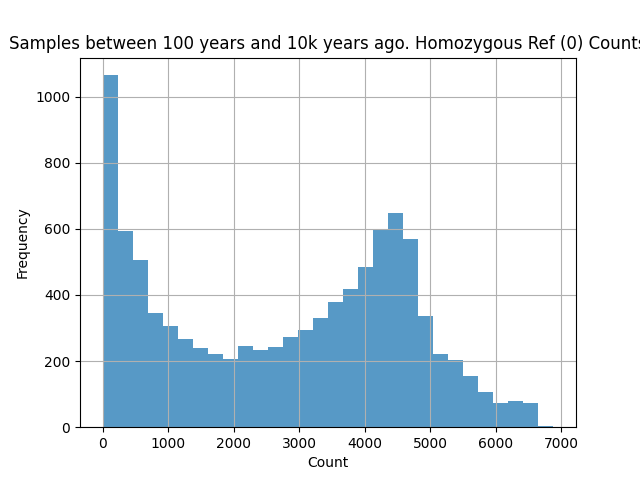 Samples between 100 years and 10k years ago. Homozygous Ref (0) Counts
1000
800
600
400
200
0
Frequency
0 1000 2000 3000 4000 5000 6000 7000
Count